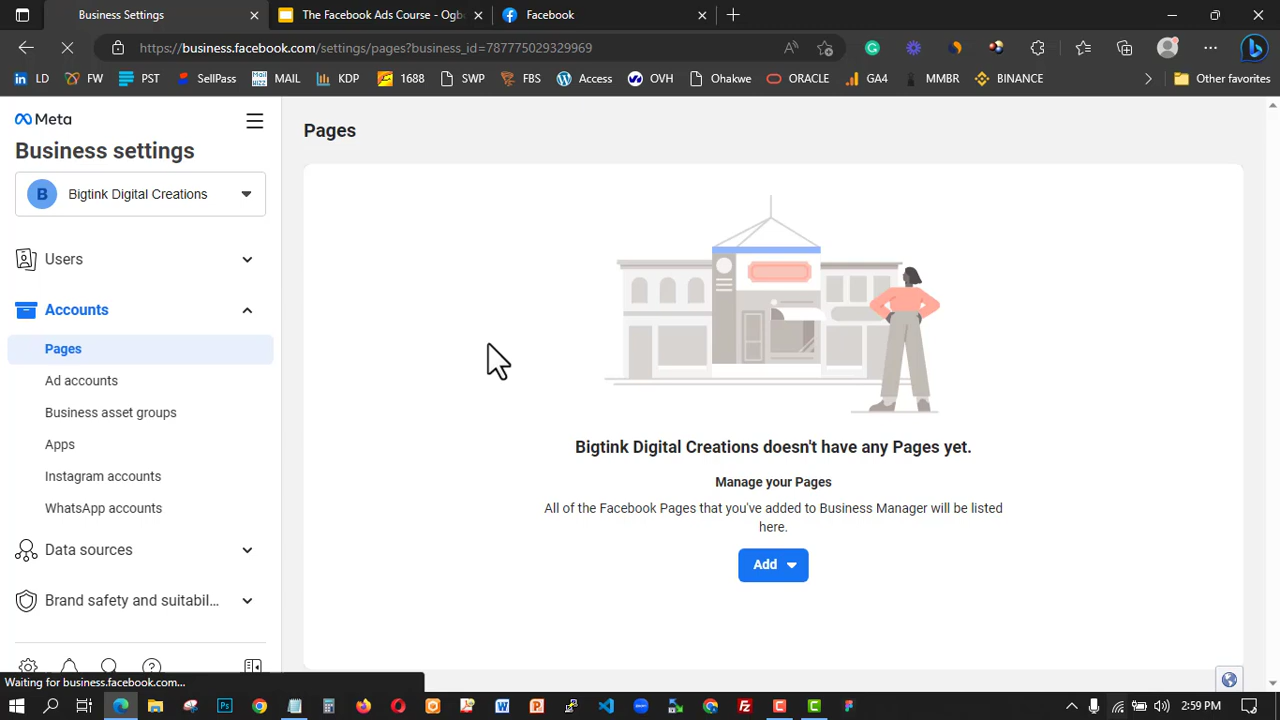 Business Settings
The Facebook Ads Course - Ogb
Facebook
https://business.facebook.com/settings/pages?business_id=787775029329969
LD
FW
PST
SellPass
MAIL
KDP
1688
SWP
FBS
Access
OVH
Ohakwe
ORACL
GA4
MMBR
BINANCE
Other favorites
Meta
Business settings
B Bigtink Digital Creations
Users
Accounts
Pages
Ad accounts
Business asset groups
Apps
Instagram accounts
WhatsApp accounts
Data sources
Brand safety and suitabil...
Pages
Bigtink Digital Creations doesn't have any Pages yet.
Manage your Pages
All of the Facebook Pages that you've added to Business Manager will be listed
here.
Add
Waiting for business.facebook.com...
2:59 PM